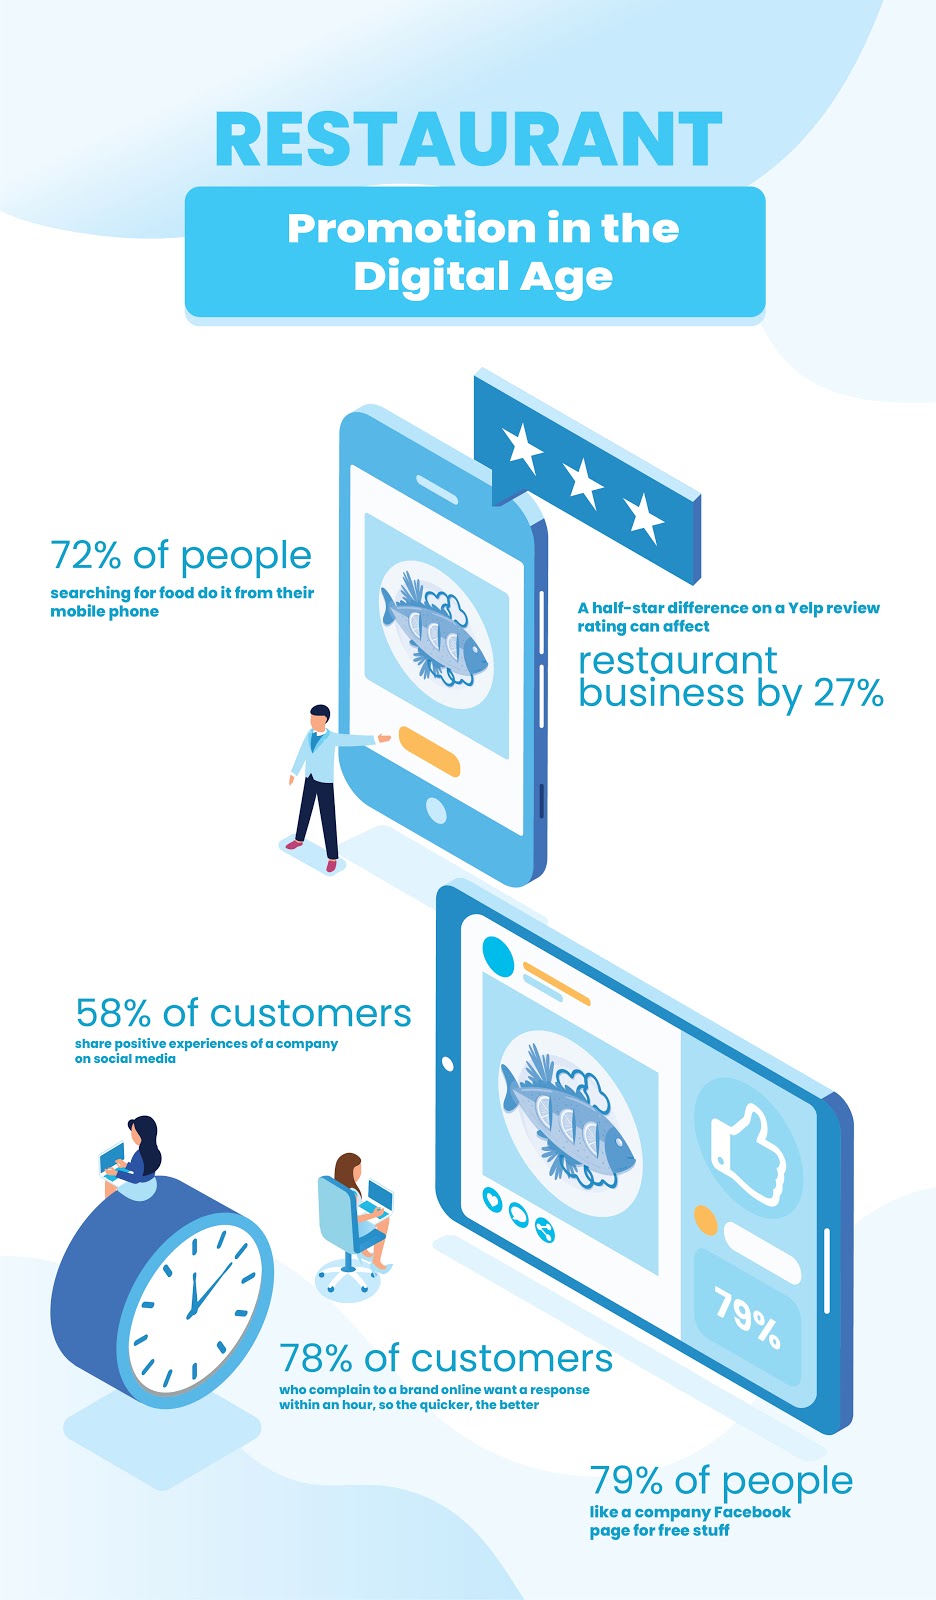 RESTAURANT
Promotion in the
Digital Age
72% of people
searching for food do it from their
mobile phone
A half-star difference on a Yelp review
rating can affect
restaurant
business by 27%
58% of customers
share positive experiences of a company
on social media
79%
78% of customers
who complain to a brand online want a response
within an hour, so the quicker, the better
79% of people
like a company Facebook
page for free stuff